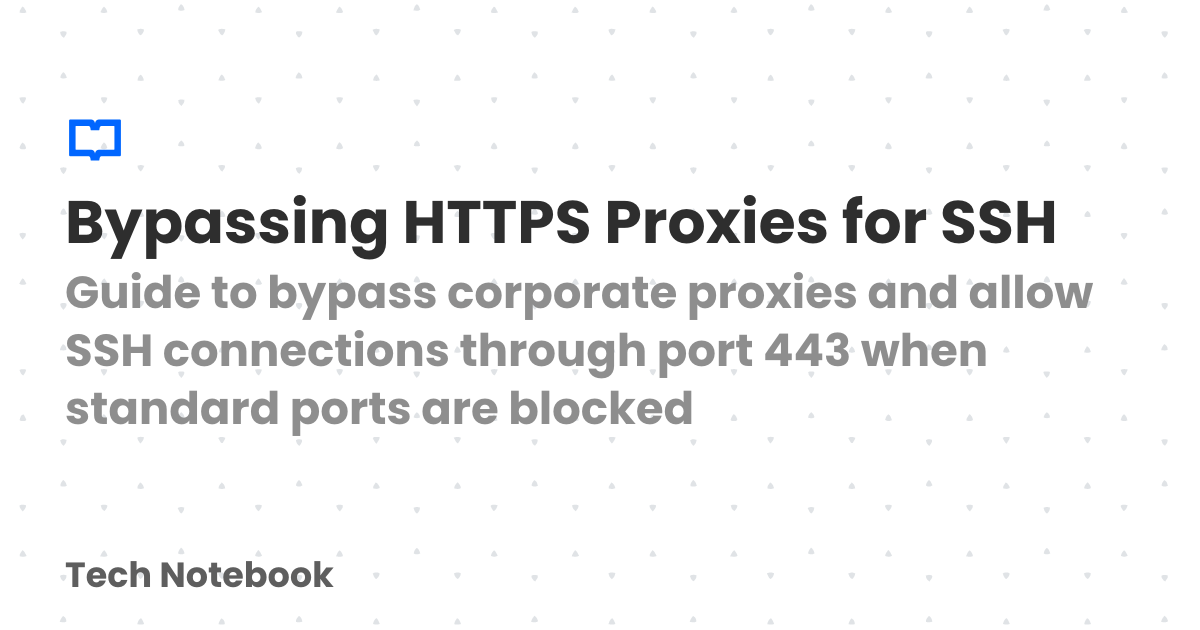 Bypassing HTTPS Proxies for SSH
Guide to bypass corporate proxies and allow
SSH connections through port 443 when
standard ports are blocked
Tech Notebook